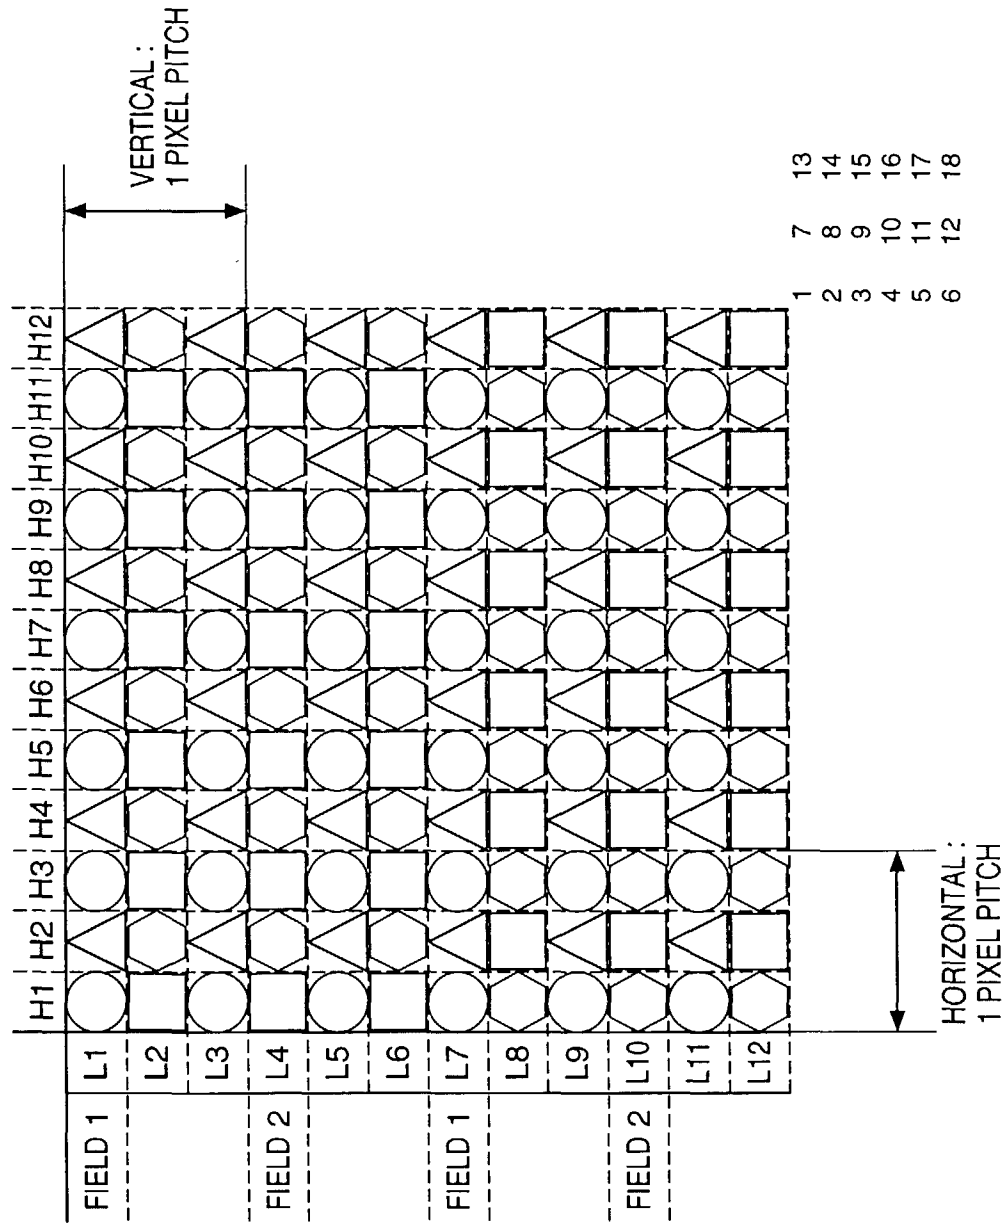 H1 H2 H3 H4 H5 H6 H7 H8 H9 H10 H11 H12
FIELD 1 L1
L2
L3
FIELD 2 L4
L5
L6
FIELD 1 L7
L8
L9
FIELD 2 L10
L11
L12
VERTICAL :
1 PIXEL PITCH
HORIZONTAL :
1 PIXEL PITCH
1 7 13
2 8 14
3 9 15
4 10 16
5 11 17
6 12 18